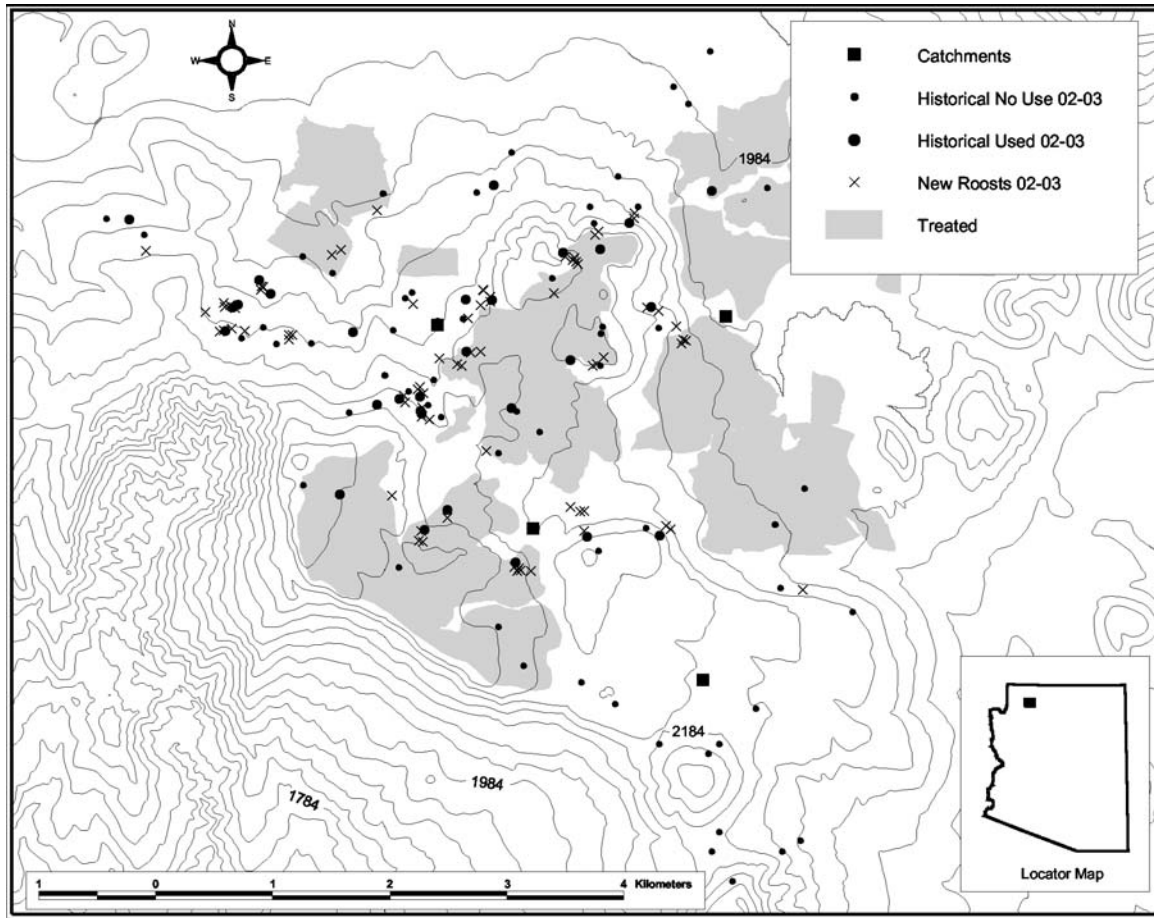 N
W E
S
Catchments
Historical No Use 02-03
Historical Used 02-03
New Roosts 02-03
Treated
1984
2184
1984
1784
1 0 1 2 3 4 Kilometers
Locator Map